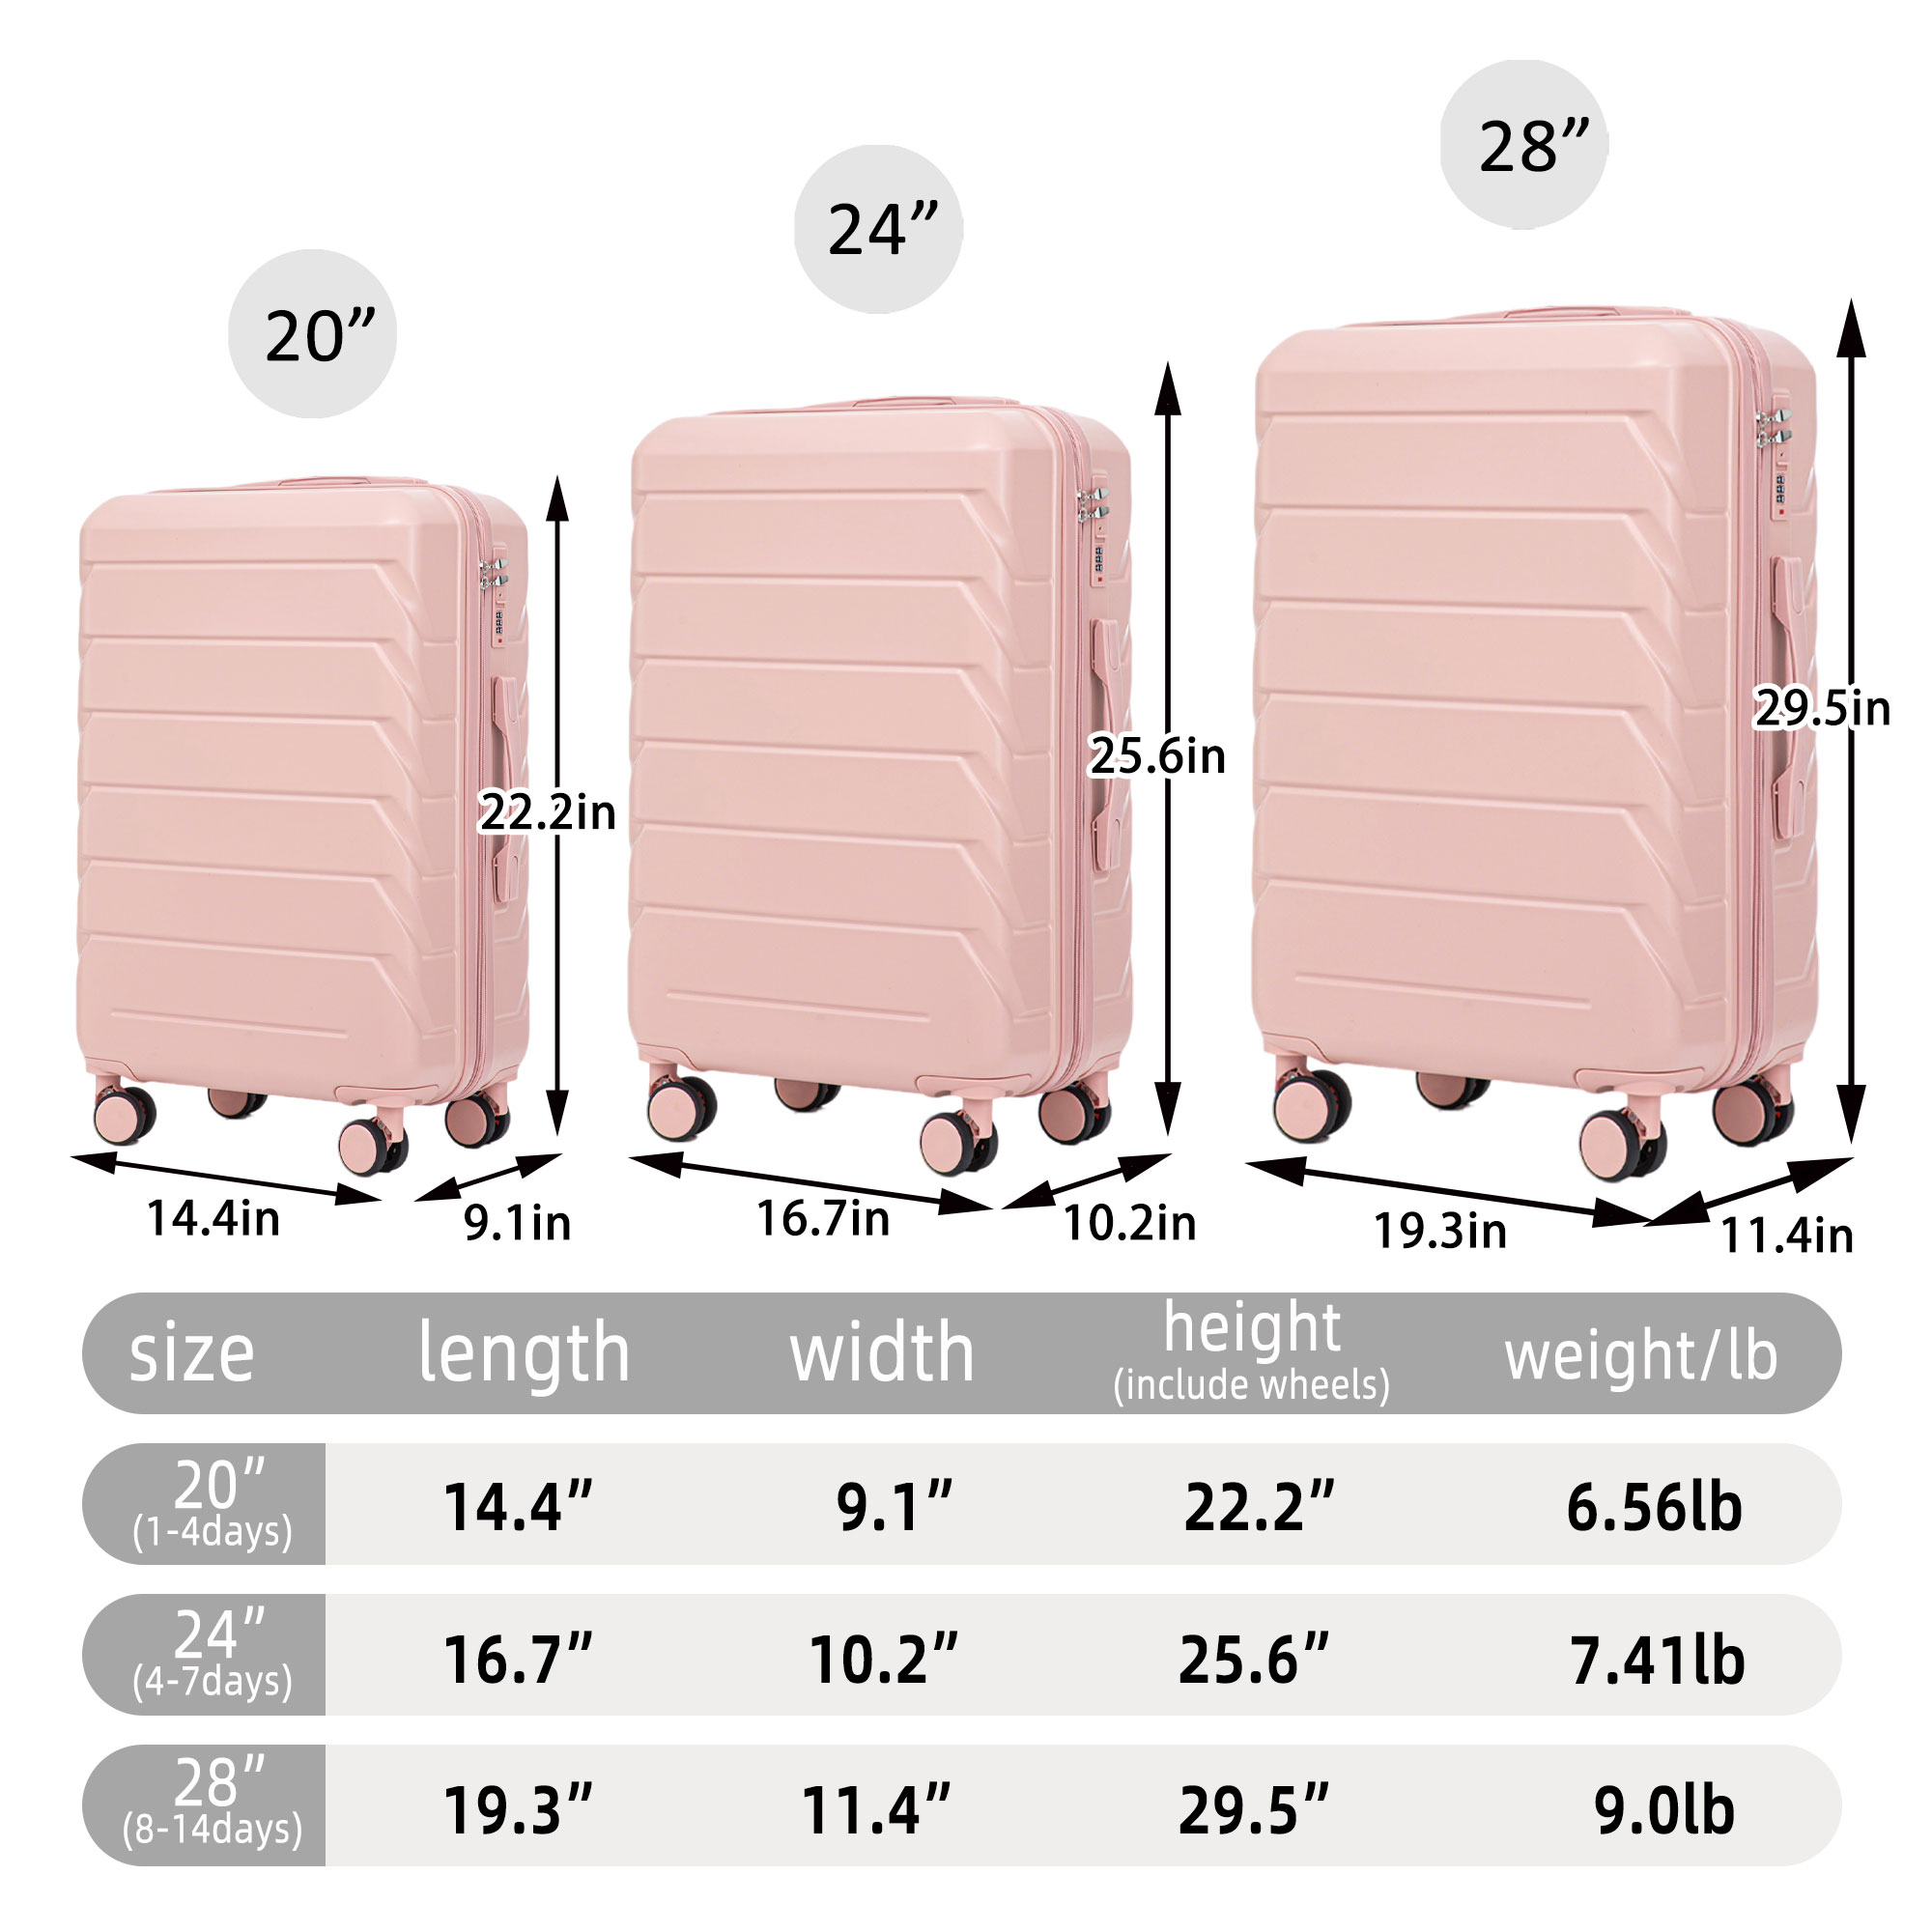 20”
24”
28”
22.2in
25.6in
29.5in
14.4in
9.1in
16.7in
10.2in
19.3in
11.4in
size length width height (include wheels) weight/lb
20”
(1-4days)
14.4” 9.1” 22.2” 6.56lb
24”
(4-7days)
16.7” 10.2” 25.6” 7.41lb
28”
(8-14days)
19.3” 11.4” 29.5” 9.0lb